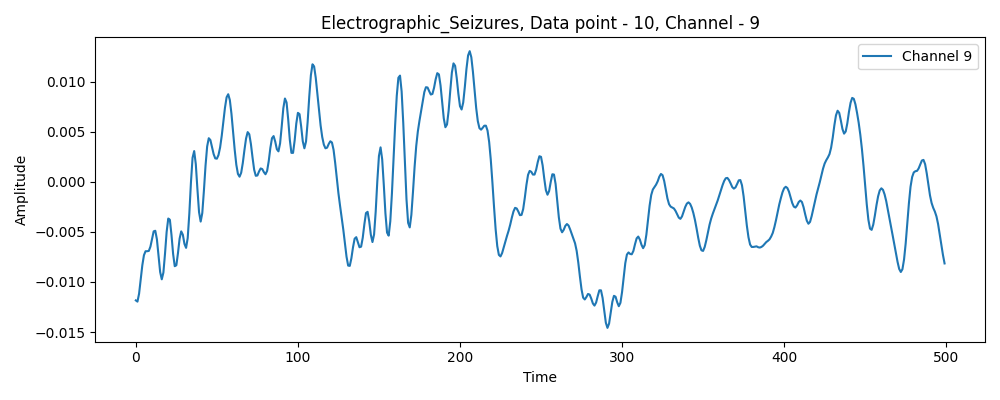 Electrographic_Seizures, Data point - 10, Channel - 9
Channel 9
Amplitude
0.010
0.005
0.000
−0.005
−0.010
−0.015
0 100 200 300 400 500
Time